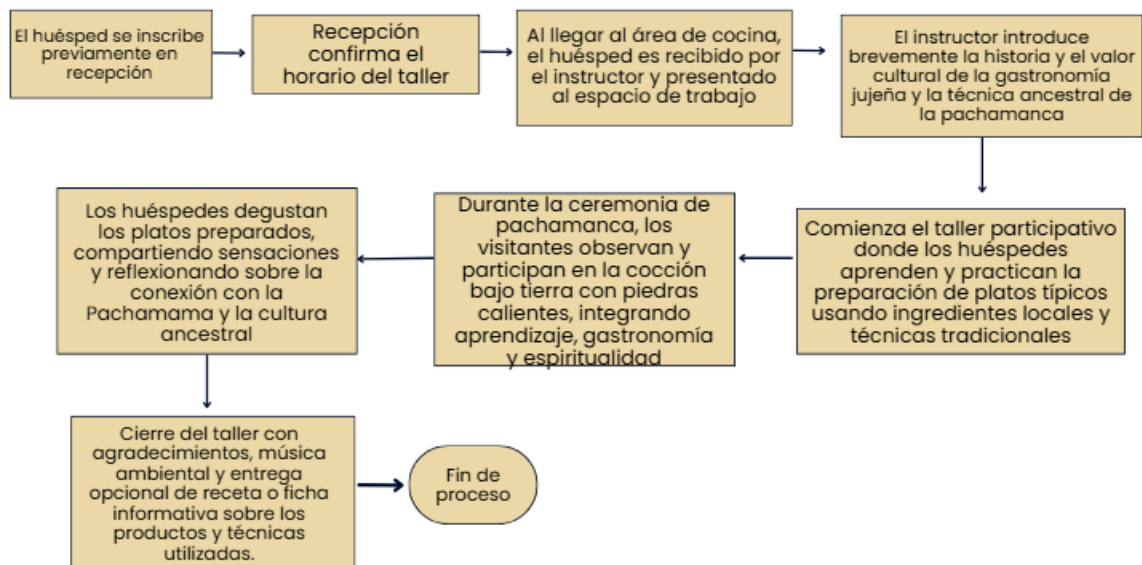 El huésped se inscribe
previamente en
recepción
Recepción
confirma el
horario del taller
Al llegar al área de cocina,
el huésped es recibido por
el instructor y presentado
al espacio de trabajo
El instructor introduce
brevemente la historia y el valor
cultural de la gastronomía
jujeña y la técnica ancestral de
la pachamanca
Comienza el taller participativo
donde los huéspedes
aprenden y practican la
preparación de platos típicos
usando ingredientes locales y
técnicas tradicionales
Durante la ceremonia de
pachamanca, los
visitantes observan y
participan en la cocción
bajo tierra con piedras
calientes, integrando
aprendizaje, gastronomía
y espiritualidad
Los huéspedes degustan
los platos preparados,
compartiendo sensaciones
y reflexionando sobre la
conexión con la
Pachamama y la cultura
ancestral
Cierre del taller con
agradecimientos, música
ambiental y entrega
opcional de receta o ficha
informativa sobre los
productos y técnicas
utilizadas.
Fin de
proceso